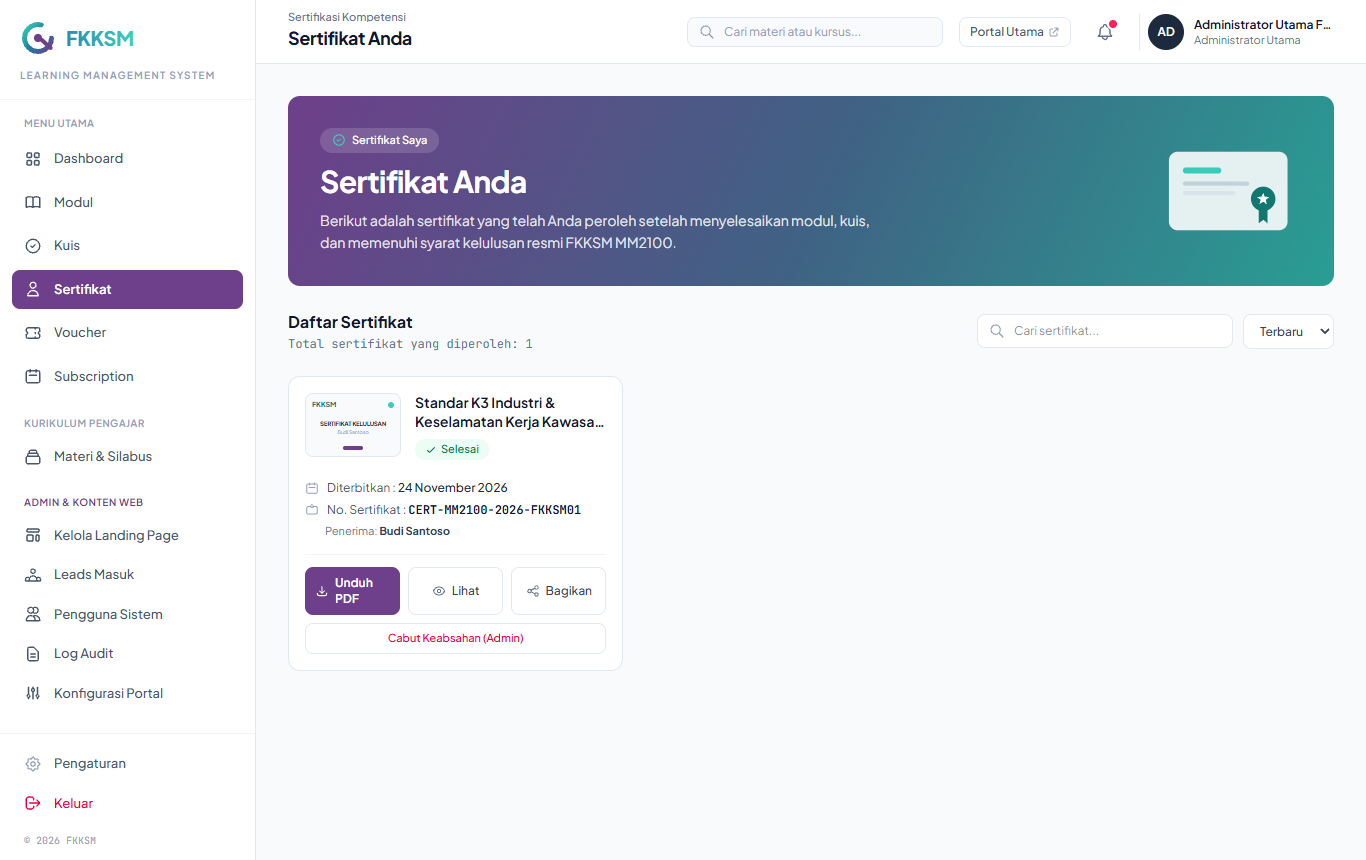 FKKSM
LEARNING MANAGEMENT SYSTEM
MENU UTAMA
Dashboard
Modul
Kuis
Sertifikat
Voucher
Subscription
KURIKULUM PENGAJAR
Materi & Silabus
ADMIN & KONTEN WEB
Kelola Landing Page
Leads Masuk
Pengguna Sistem
Log Audit
Konfigurasi Portal
Pengaturan
Keluar
© 2026 FKKSM
Sertifikasi Kompetensi
Sertifikat Anda
Cari materi atau kursus...
Portal Utama
AD
Administrator Utama F...
Administrator Utama
Sertifikat Saya
Sertifikat Anda
Berikut adalah sertifikat yang telah Anda peroleh setelah menyelesaikan modul, kuis,
dan memenuhi syarat kelulusan resmi FKKSM MM2100.
Daftar Sertifikat
Total sertifikat yang diperoleh: 1
Cari sertifikat...
Terbaru
FKKSM
SERTIFIKAT KELULUSAN
Budi Santoso
Standar K3 Industri &
Keselamatan Kerja Kawasa...
Selesai
Diterbitkan : 24 November 2026
No. Sertifikat : CERT-MM2100-2026-FKKSM01
Penerima: Budi Santoso
Unduh
PDF
Lihat
Bagikan
Cabut Keabsahan (Admin)